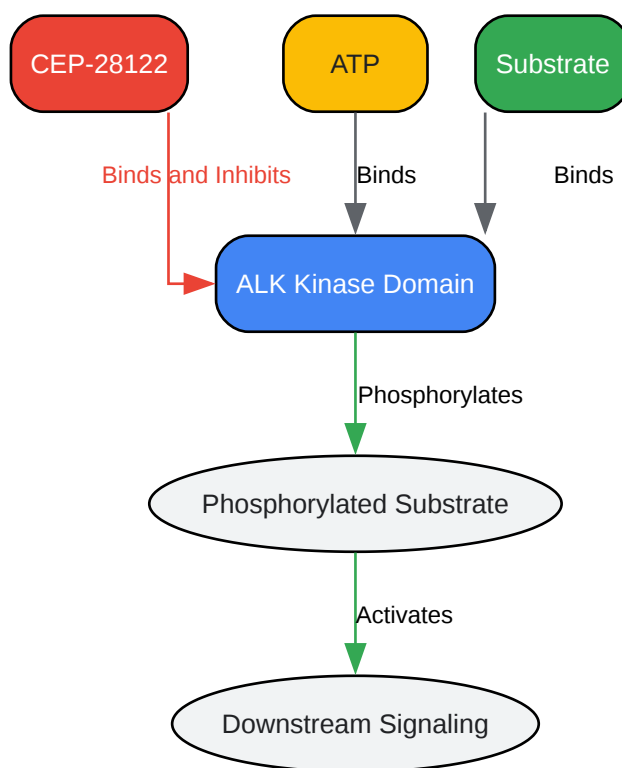 CEP-28122
ATP
Substrate
Binds and Inhibits
Binds
Binds
ALK Kinase Domain
Phosphorylates
Phosphorylated Substrate
Activates
Downstream Signaling